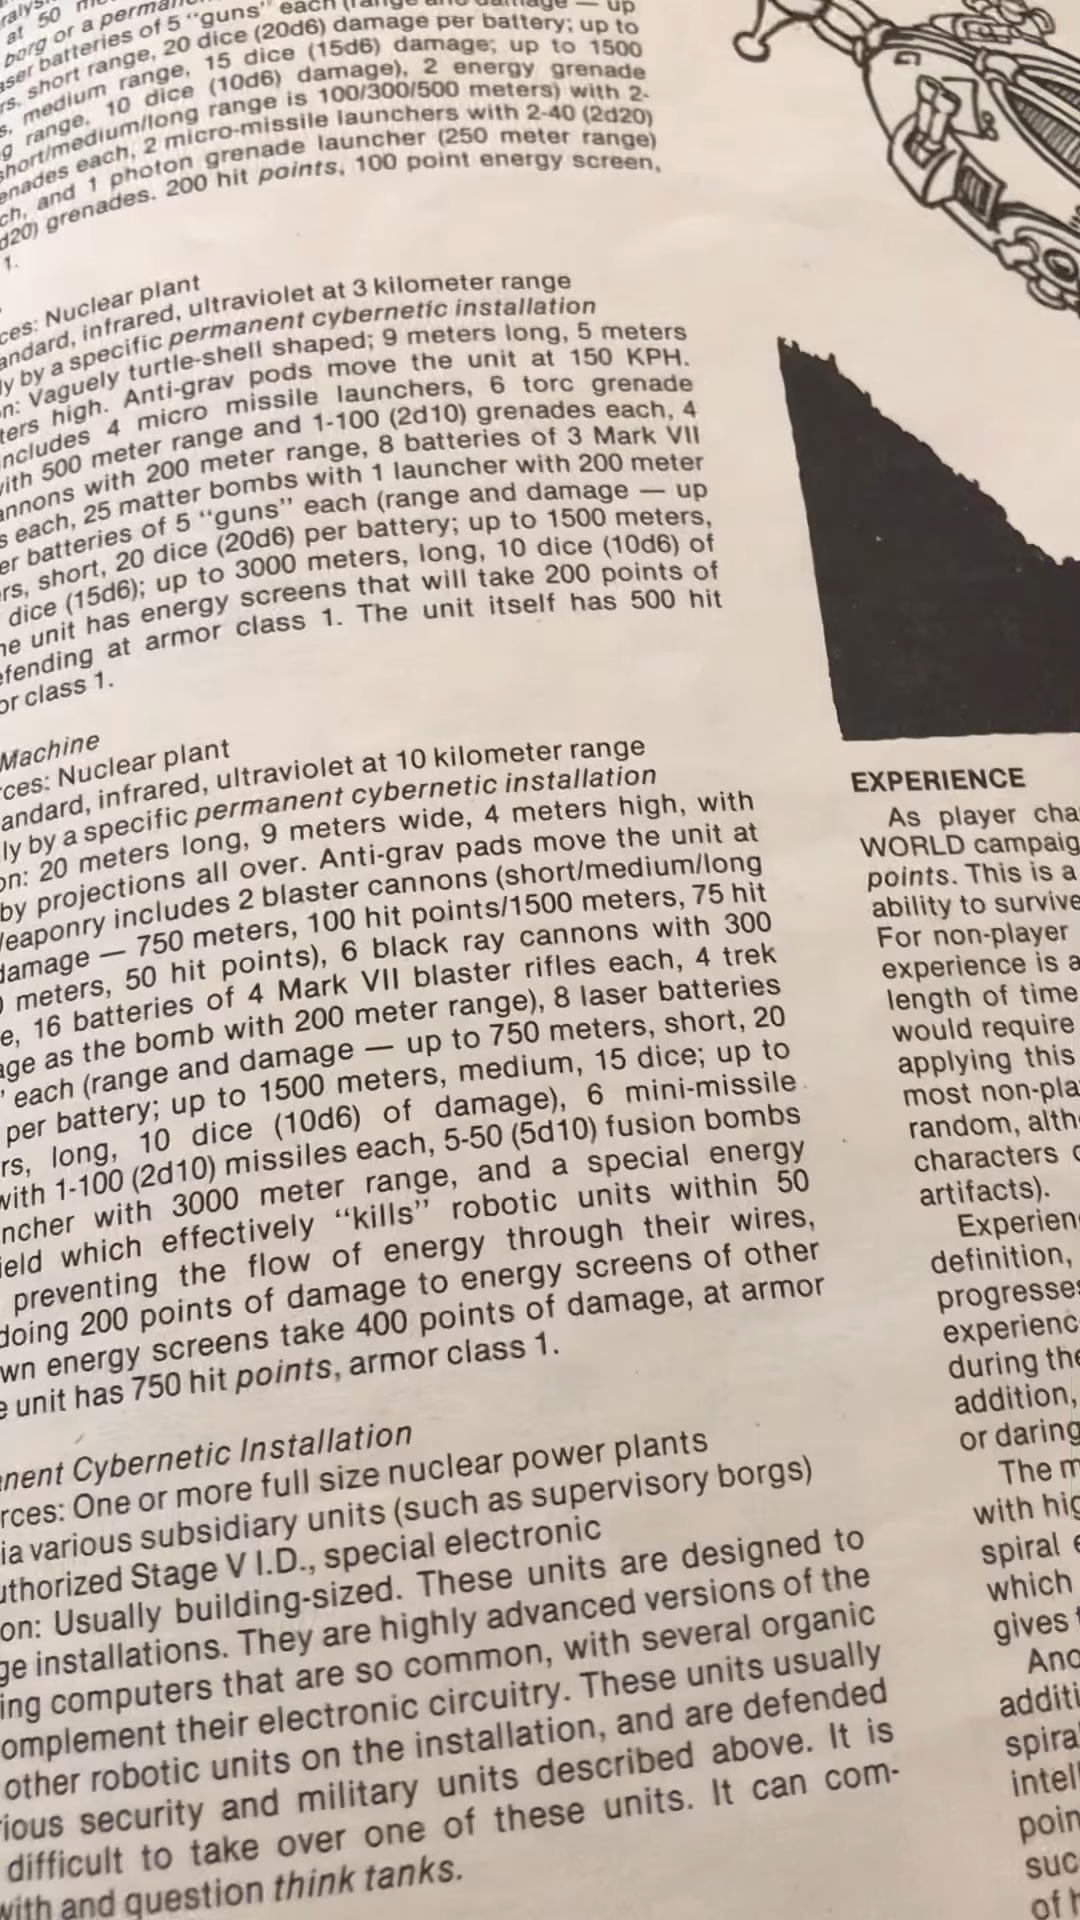 at 50
borg or a
batteries of 5 "guns" each
short range, 20 dice (20d6) damage per battery; up to
medium range, 15 dice (15d6) damage; up to 1500
range, 10 dice (10d6) damage), 2 energy grenade
short/medium/long range is 100/300/500 meters) with 2-
each, 2 micro-missile launchers with 2-40 (2d20)
ch, and 1 photon grenade launcher (250 meter range)
d20) grenades. 200 hit points, 100 point energy screen,
1.
ces: Nuclear plant
andard, infrared, ultraviolet at 3 kilometer range
ly by a specific permanent cybernetic installation
n: Vaguely turtle-shell shaped; 9 meters long, 5 meters
ters high. Anti-grav pods move the unit at 150 KPH.
ncludes 4 micro missile launchers, 6 torc grenade
with 500 meter range and 1-100 (2d10) grenades each, 4
annons with 200 meter range, 8 batteries of 3 Mark VII
s each, 25 matter bombs with 1 launcher with 200 meter
er batteries of 5 "guns" each (range and damage — up
rs, short, 20 dice (20d6) per battery; up to 1500 meters,
dice (15d6); up to 3000 meters, long, 10 dice (10d6) of
he unit has energy screens that will take 200 points of
efending at armor class 1. The unit itself has 500 hit
or class 1.
Machine
ces: Nuclear plant
andard, infrared, ultraviolet at 10 kilometer range
ly by a specific permanent cybernetic installation
on: 20 meters long, 9 meters wide, 4 meters high, with
by projections all over. Anti-grav pods move the unit at
Weaponry includes 2 blaster cannons (short/medium/long
damage — 750 meters, 100 hit points/1500 meters, 75 hit
0 meters, 50 hit points), 6 black ray cannons with 300
e, 16 batteries of 4 Mark VII blaster rifles each, 4 trek
age as the bomb with 200 meter range), 8 laser batteries
" each (range and damage — up to 750 meters, short, 20
per battery; up to 1500 meters, medium, 15 dice; up to
rs, long, 10 dice (10d6) of damage), 6 mini-missile
with 1-100 (2d10) missiles each, 5-50 (5d10) fusion bombs
ncher with 3000 meter range, and a special energy
ield which effectively "kills" robotic units within 50
preventing the flow of energy through their wires,
doing 200 points of damage to energy screens of other
wn energy screens take 400 points of damage, at armor
e unit has 750 hit points, armor class 1.
nent Cybernetic Installation
rces: One or more full size nuclear power plants
ia various subsidiary units (such as supervisory borgs)
uthorized Stage V I.D., special electronic
on: Usually building-sized. These units are designed to
ge installations. They are highly advanced versions of the
ing computers that are so common, with several organic
omplement their electronic circuitry. These units usually
other robotic units on the installation, and are defended
rious security and military units described above. It is
difficult to take over one of these units. It can com-
with and question think tanks.
EXPERIENCE
As player cha
WORLD campaig
points. This is a
ability to survive
For non-player
experience is a
length of time
would require
applying this
most non-pla
random, alth
characters
artifacts).
Experien
definition,
progresses
experienc
during the
addition,
or daring
The m
with hig
spiral
which
gives
Ano
additi
spira
intell
poin
suc
of h